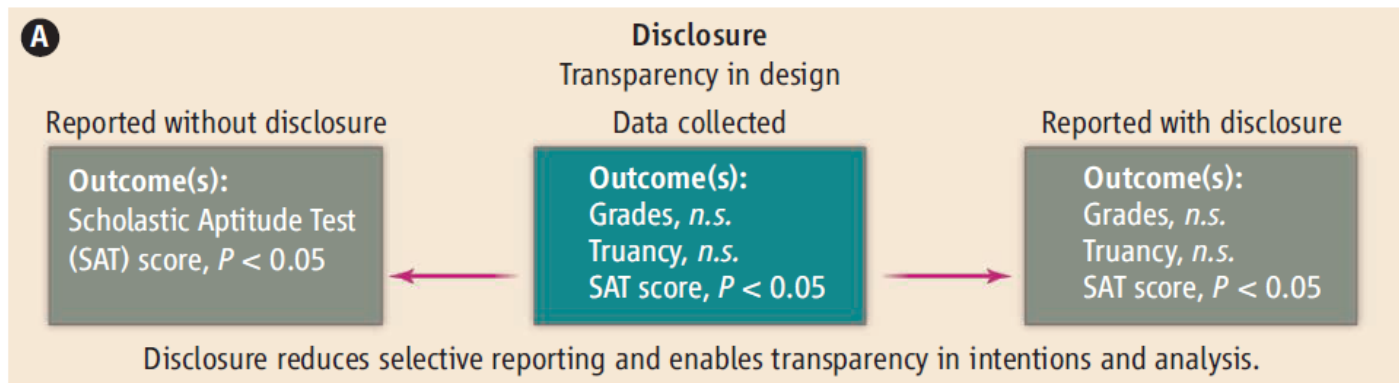 A
Disclosure
Transparency in design
Reported without disclosure
Data collected
Reported with disclosure
Outcome(s):
Scholastic Aptitude Test
(SAT) score, P < 0.05
Outcome(s):
Grades, n.s.
Truancy, n.s.
SAT score, P < 0.05
Outcome(s):
Grades, n.s.
Truancy, n.s.
SAT score, P < 0.05
Disclosure reduces selective reporting and enables transparency in intentions and analysis.